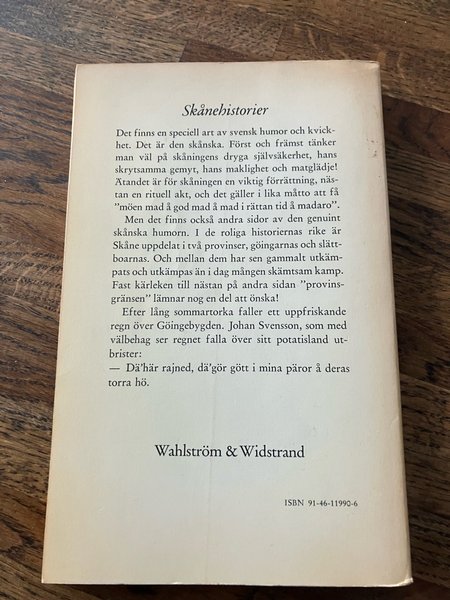 Skånehistorier
Det finns en speciell art av svensk humor och kvick-
het. Det är den skånska. Först och främst tänker
man väl på skåningens dryga självsäkerhet, hans
skrytsamma gemyt, hans maklighet och matglädje!
Ätandet är för skåningen en viktig förrättning, näs-
tan en rituell akt, och det gäller i lika måtto att få
"möen mad å god mad å mad i rättan tid å madaro".
Men det finns också andra sidor av den genuint
skånska humorn. I de roliga historiernas rike är
Skåne uppdelat i två provinser, göingarnas och slätt-
boarnas. Och mellan dem har sen gammalt utkäm-
pats och utkämpas än i dag mången skämtsam kamp.
Fast kärleken till nästan på andra sidan "provins-
gränsen" lämnar nog en del att önska!
Efter lång sommartorka faller ett uppfriskande
regn över Göingebygden. Johan Svensson, som med
välbehag ser regnet falla över sitt potatisland ut-
brister:
— Dä'här rajned, dä'gör gött i mina päror å deras
torra hö.
Wahlström & Widstrand
ISBN 91-46-11990-6